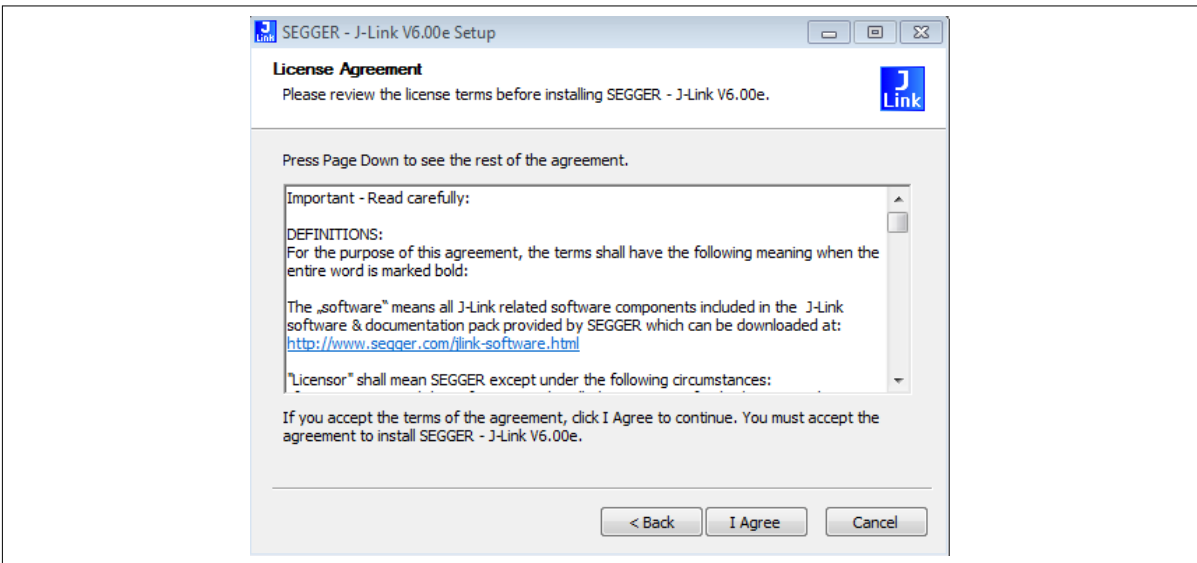 J
Link
SEGGER - J-Link V6.00e Setup
License Agreement
Please review the license terms before installing SEGGER - J-Link V6.00e.
J
Link
Press Page Down to see the rest of the agreement.
Important - Read carefully:
DEFINITIONS:
For the purpose of this agreement, the terms shall have the following meaning when the
entire word is marked bold:
The „software‟ means all J-Link related software components included in the  J-Link
software & documentation pack provided by SEGGER which can be downloaded at:
http://www.segger.com/jlink-software.html
"Licensor" shall mean SEGGER except under the following circumstances:
If you accept the terms of the agreement, click I Agree to continue. You must accept the
agreement to install SEGGER - J-Link V6.00e.
< Back
I Agree
Cancel